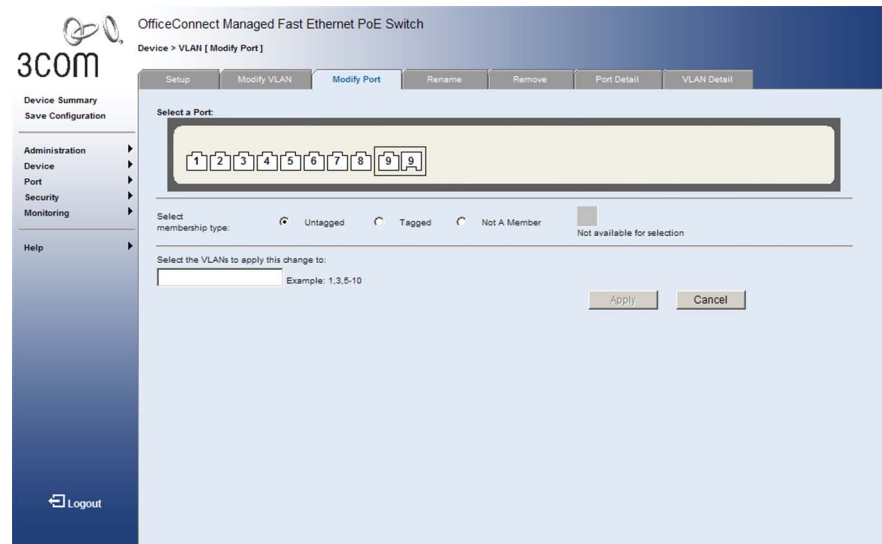 3COM
OfficeConnect Managed Fast Ethernet PoE Switch
Device > VLAN [ Modify Port ]
Setup
Modify VLAN
Modify Port
Rename
Remove
Port Detail
VLAN Detail
Device Summary
Save Configuration
Administration
Device
Port
Security
Monitoring
Help
Logout
Select a Port:
1 2 3 4 5 6 7 8 9 9
Select
membership type:
Untagged
Tagged
Not A Member
Not available for selection
Select the VLANs to apply this change to:
Example: 1,3,5-10
Apply
Cancel